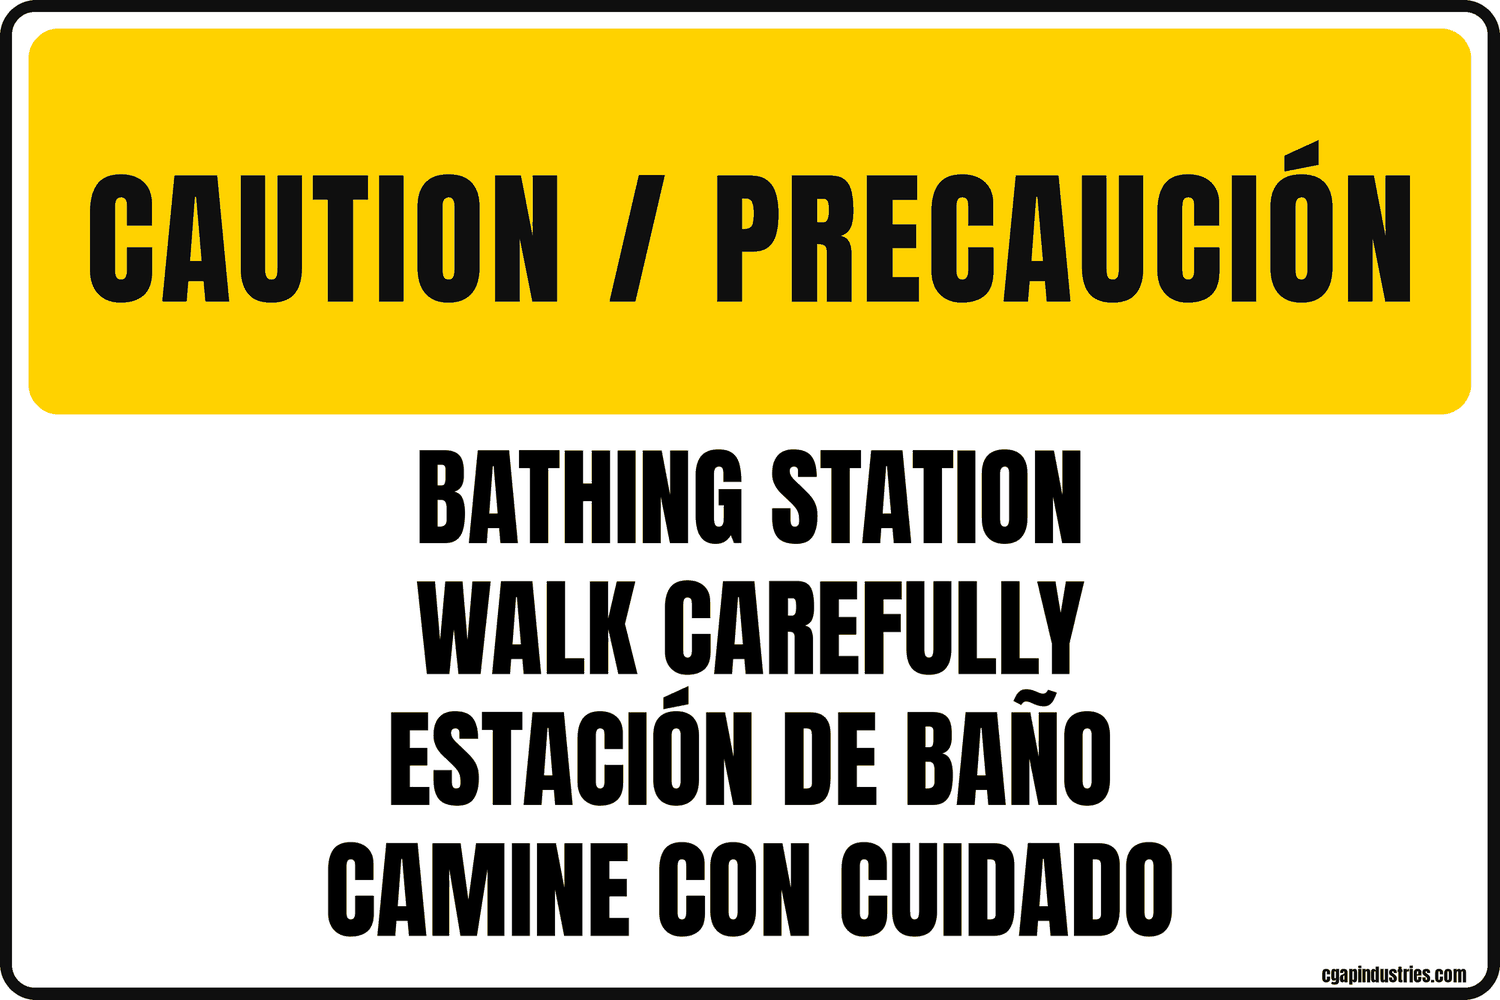 CAUTION / PRECAUCIÓN
BATHING STATION
WALK CAREFULLY
ESTACIÓN DE BAÑO
CAMINE CON CUIDADO
cgapindustries.com